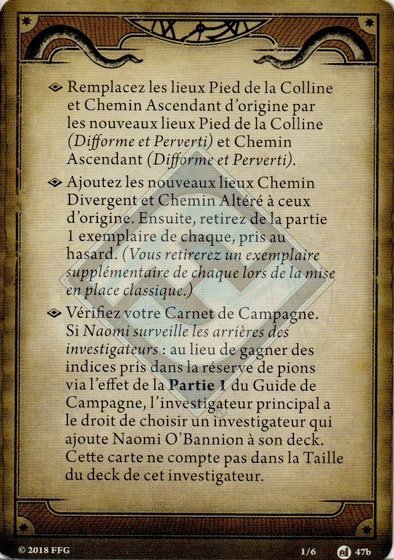 Remplacez les lieux Pied de la Colline
et Chemin Ascendant d'origine par
les nouveaux lieux Pied de la Colline
(Difforme et Perverti) et Chemin
Ascendant (Difforme et Perverti).
Ajoutez les nouveaux lieux Chemin
Divergent et Chemin Altéré à ceux
d'origine. Ensuite, retirez de la partie
1 exemplaire de chaque, pris au
hasard. (Vous retirerez un exemplaire
supplémentaire de chaque lors de la mise
en place classique.)
Vérifiez votre Carnet de Campagne.
Si Naomi surveille les arrières des
investigateurs : au lieu de gagner des
indices pris dans la réserve de pions
via l'effet de la Partie 1 du Guide de
Campagne, l'investigateur principal a
le droit de choisir un investigateur qui
ajoute Naomi O'Bannion à son deck.
Cette carte ne compte pas dans la Taille
du deck de cet investigateur.
© 2018 FFG 1/6 47b